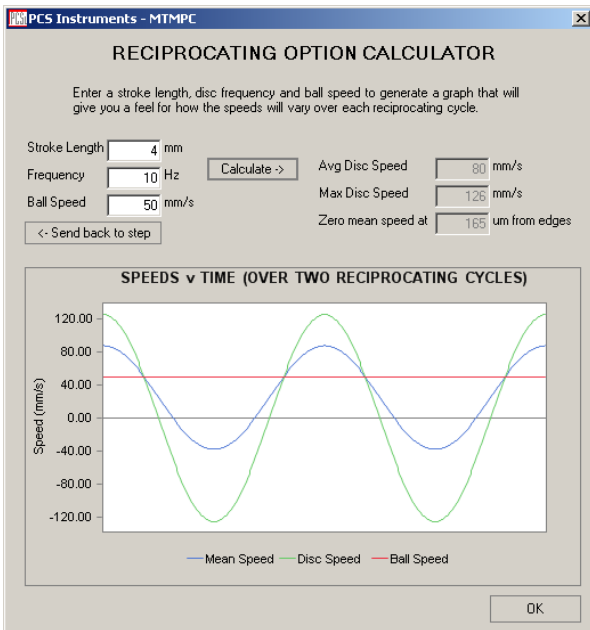 PCS Instruments - MTMPC
RECIPROCATING OPTION CALCULATOR
Enter a stroke length, disc frequency and ball speed to generate a graph that will
give you a feel for how the speeds will vary over each reciprocating cycle.
Stroke Length 4 mm
Frequency 10 Hz
Ball Speed 50 mm/s
<- Send back to step
Calculate ->
Avg Disc Speed 80 mm/s
Max Disc Speed 126 mm/s
Zero mean speed at 165 um from edges
SPEEDS v TIME (OVER TWO RECIPROCATING CYCLES)
Speed (mm/s)
120.00
80.00
40.00
0.00
-40.00
-80.00
-120.00
Mean Speed Disc Speed Ball Speed
OK